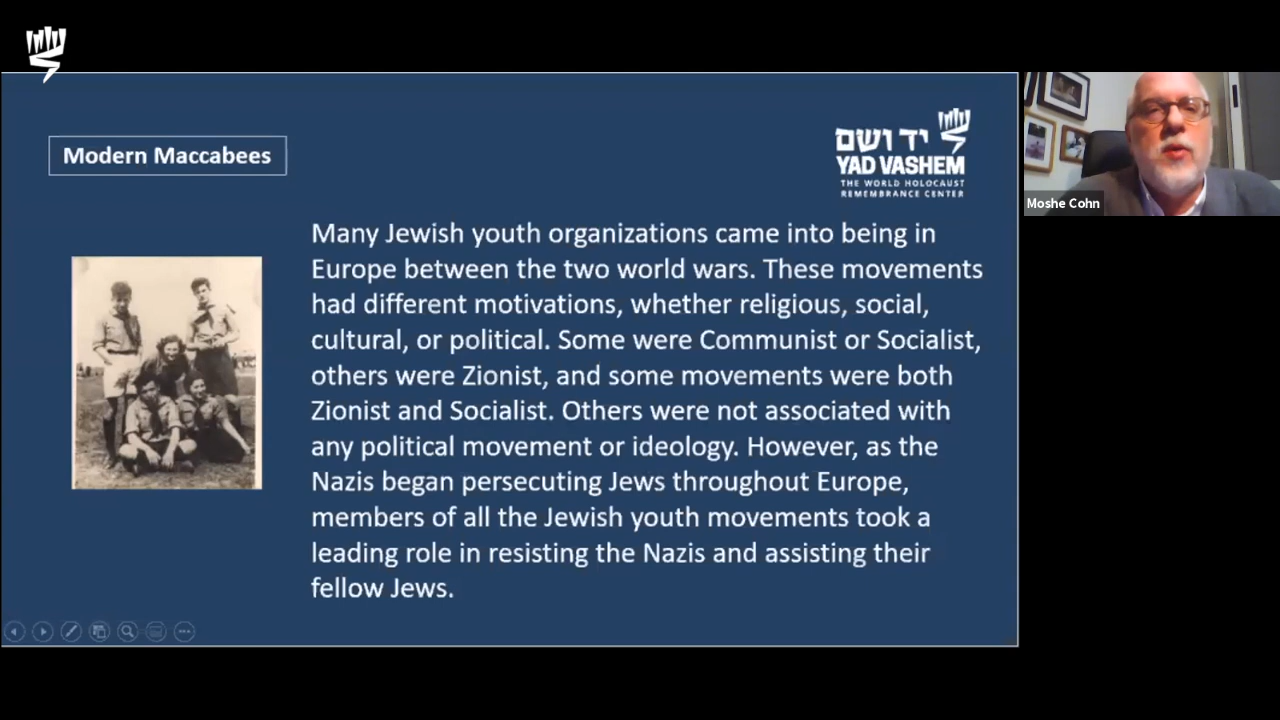 Modern Maccabees
יד ושם
YAD VASHEM
THE WORLD HOLOCAUST
REMEMBRANCE CENTER
Moshe Cohn
Many Jewish youth organizations came into being in
Europe between the two world wars. These movements
had different motivations, whether religious, social,
cultural, or political. Some were Communist or Socialist,
others were Zionist, and some movements were both
Zionist and Socialist. Others were not associated with
any political movement or ideology. However, as the
Nazis began persecuting Jews throughout Europe,
members of all the Jewish youth movements took a
leading role in resisting the Nazis and assisting their
fellow Jews.